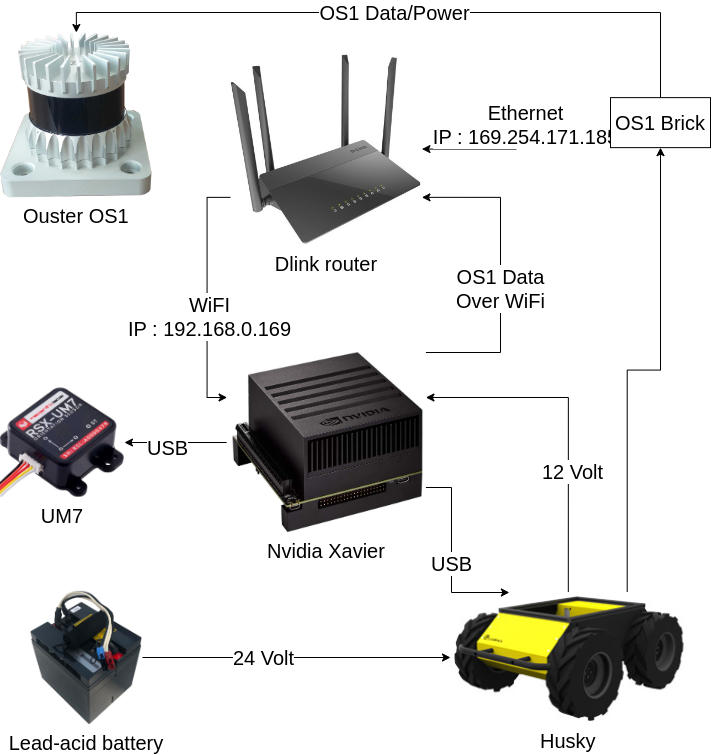 OS1 Data/Power
Ethernet
IP : 169.254.171.185
OS1 Brick
Ouster OS1
Dlink router
OS1 Data
Over WiFi
WiFI
IP : 192.168.0.169
NVIDIA
RSX-UM7
USB
UM7
Nvidia Xavier
12 Volt
USB
24 Volt
Lead-acid battery
Husky